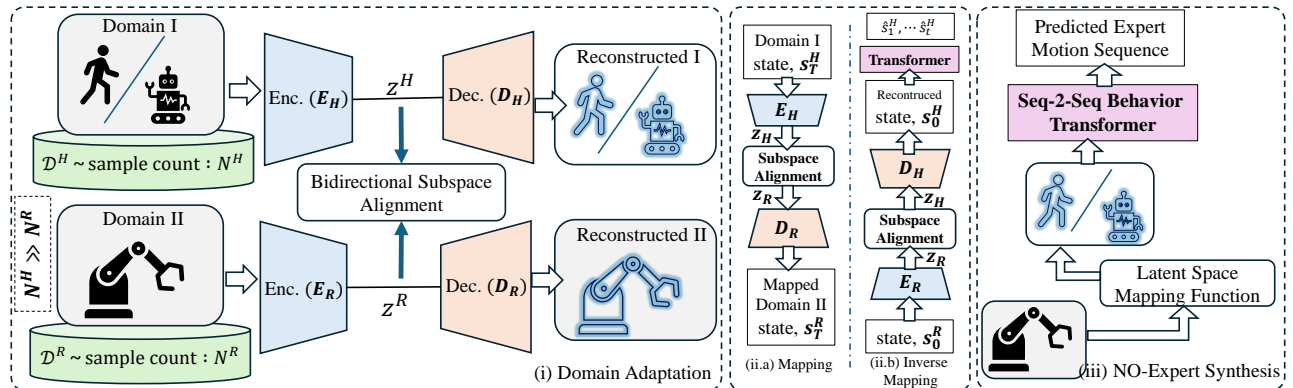 Domain I
𝒟^H ~ sample count : N^H
N^H ≫ N^R
Domain II
𝒟^R ~ sample count : N^R
Enc. (E_H)
Z^H
Dec. (D_H)
Reconstructed I
Bidirectional Subspace
Alignment
Enc. (E_R)
Z^R
Dec. (D_R)
Reconstructed II
(i) Domain Adaptation
Domain I
state, s_T^H
E_H
z_H
Subspace
Alignment
z_R
D_R
Mapped
Domain II
state, s_T^R
(ii.a) Mapping
ŝ_1^H, ⋯ ŝ_t^H
Transformer
Recontruced
state, s_0^H
D_H
z_H
Subspace
Alignment
z_R
E_R
state, s_0^R
(ii.b) Inverse
Mapping
Predicted Expert
Motion Sequence
Seq-2-Seq Behavior
Transformer
Latent Space
Mapping Function
(iii) NO-Expert Synthesis